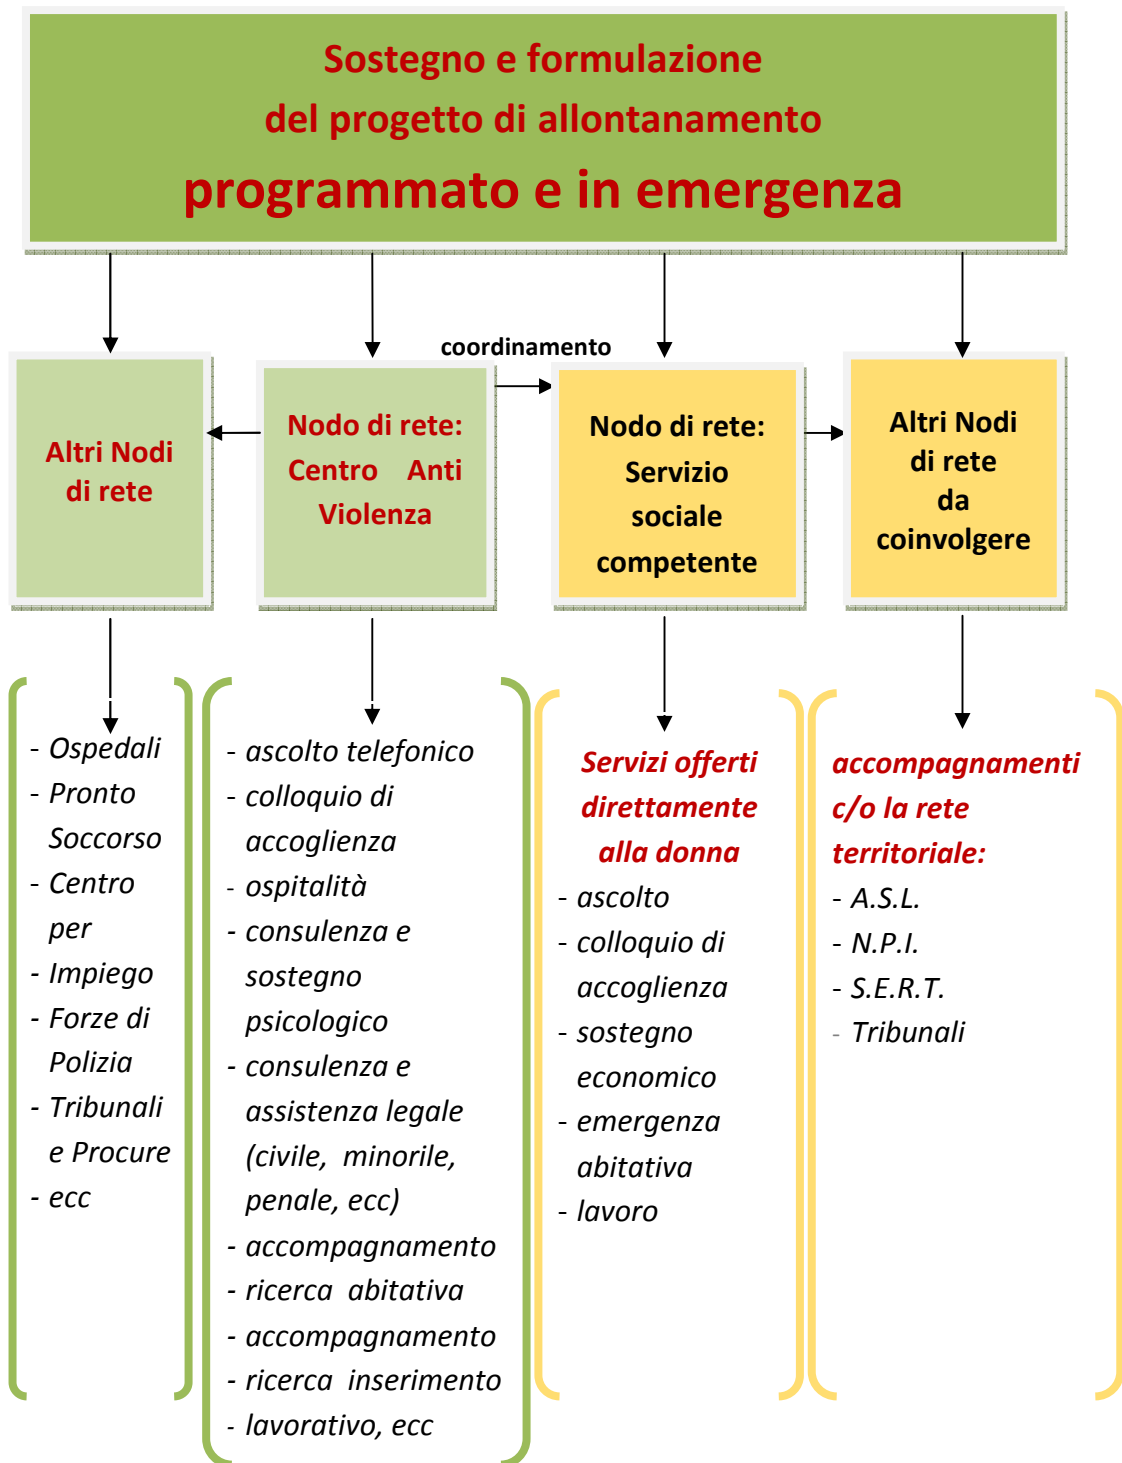 Sostegno e formulazione
del progetto di allontanamento
programmato e in emergenza
coordinamento
Altri Nodi
di rete
Nodo di rete:
Centro Anti
Violenza
Nodo di rete:
Servizio
sociale
competente
Altri Nodi
di rete
da
coinvolgere
- Ospedali
- Pronto
Soccorso
- Centro
per
- Impiego
- Forze di
Polizia
- Tribunali
e Procure
- ecc
- ascolto telefonico
- colloquio di
accoglienza
- ospitalità
- consulenza e
sostegno
psicologico
- consulenza e
assistenza legale
(civile, minorile,
penale, ecc)
- accompagnamento
- ricerca abitativa
- accompagnamento
- ricerca inserimento
- lavorativo, ecc
Servizi offerti
direttamente
alla donna
- ascolto
- colloquio di
accoglienza
- sostegno
economico
- emergenza
abitativa
- lavoro
accompagnamenti
c/o la rete
territoriale:
- A.S.L.
- N.P.I.
- S.E.R.T.
- Tribunali